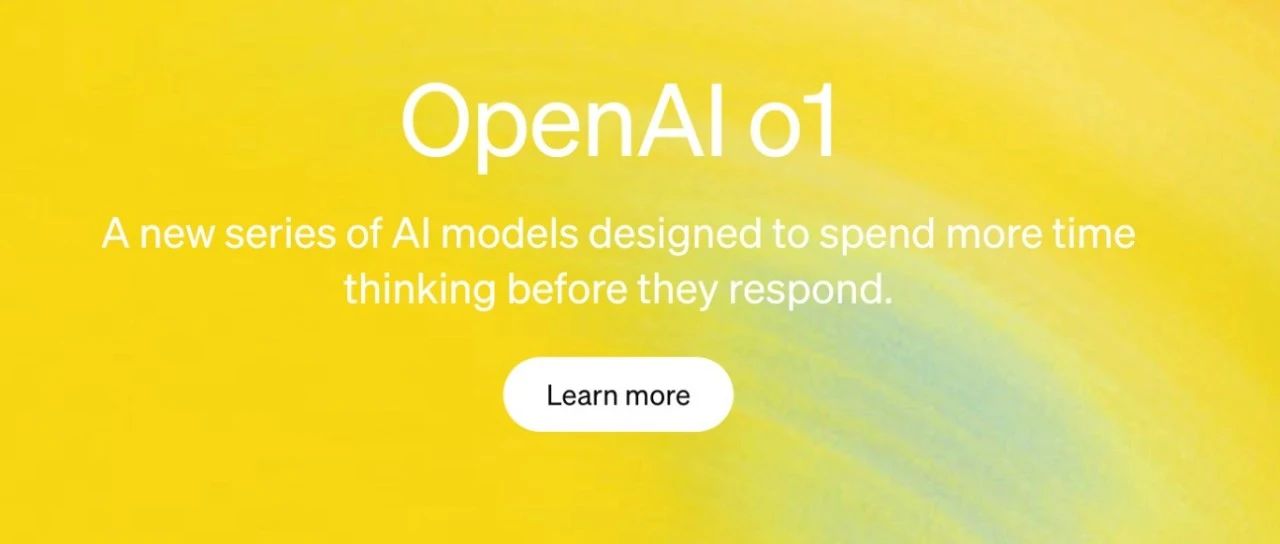 OpenAI o1
A new series of AI models designed to spend more time
thinking before they respond.
Learn more